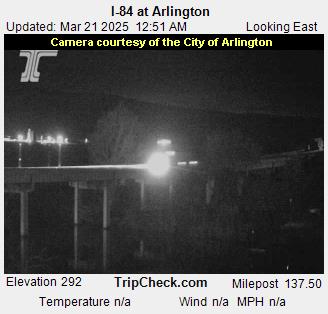 I-84 at Arlington
Updated: Mar 21 2025 12:51 AM Looking East
Camera courtesy of the City of Arlington
Elevation 292 TripCheck.com Milepost 137.50
Temperature n/a Wind n/a MPH n/a